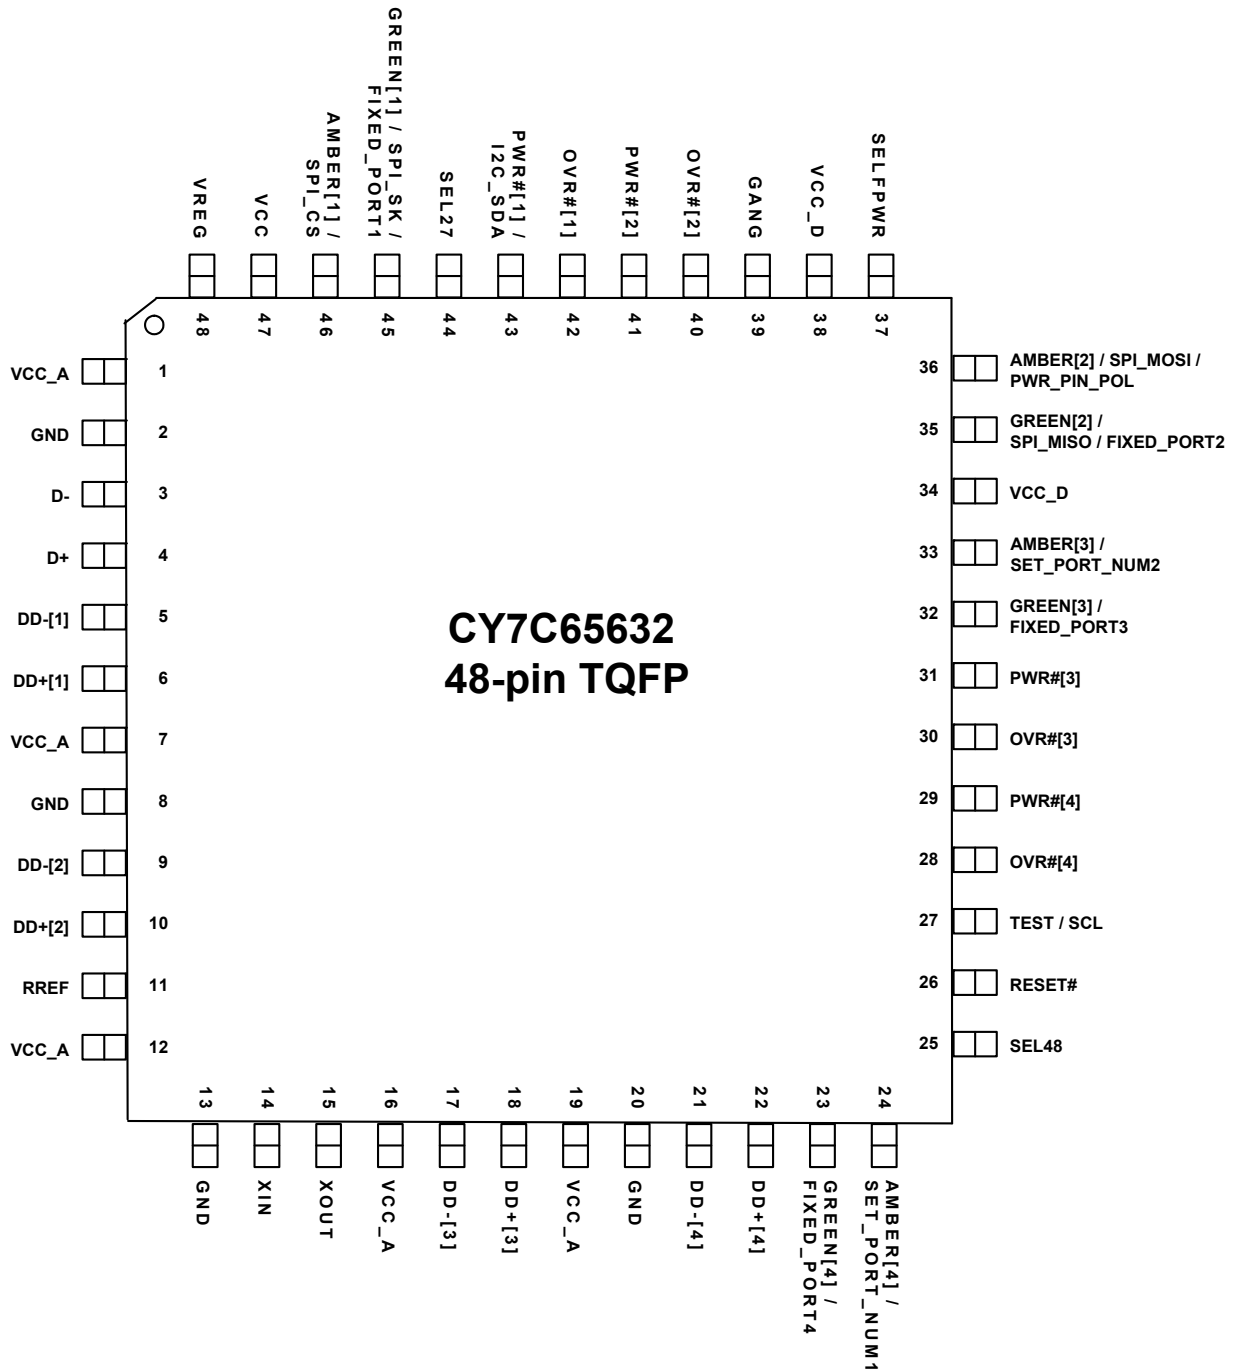 VREG
VCC
AMBER[1] /
SPI_CS
GREEN[1] / SPI_SK /
FIXED_PORT1
SEL27
PWR#[1] /
I2C_SDA
OVR#[1]
PWR#[2]
OVR#[2]
GANG
VCC_D
SELFPWR
48
47
46
45
44
43
42
41
40
39
38
37
VCC_A
1
GND
2
D-
3
D+
4
DD-[1]
5
DD+[1]
6
VCC_A
7
GND
8
DD-[2]
9
DD+[2]
10
RREF
11
VCC_A
12
CY7C65632
48-pin TQFP
36
AMBER[2] / SPI_MOSI /
PWR_PIN_POL
35
GREEN[2] /
SPI_MISO / FIXED_PORT2
34
VCC_D
33
AMBER[3] /
SET_PORT_NUM2
32
GREEN[3] /
FIXED_PORT3
31
PWR#[3]
30
OVR#[3]
29
PWR#[4]
28
OVR#[4]
27
TEST / SCL
26
RESET#
25
SEL48
13
14
15
16
17
18
19
20
21
22
23
24
GND
XIN
XOUT
VCC_A
DD-[3]
DD+[3]
VCC_A
GND
DD-[4]
DD+[4]
GREEN[4] /
FIXED_PORT4
AMBER[4] /
SET_PORT_NUM1